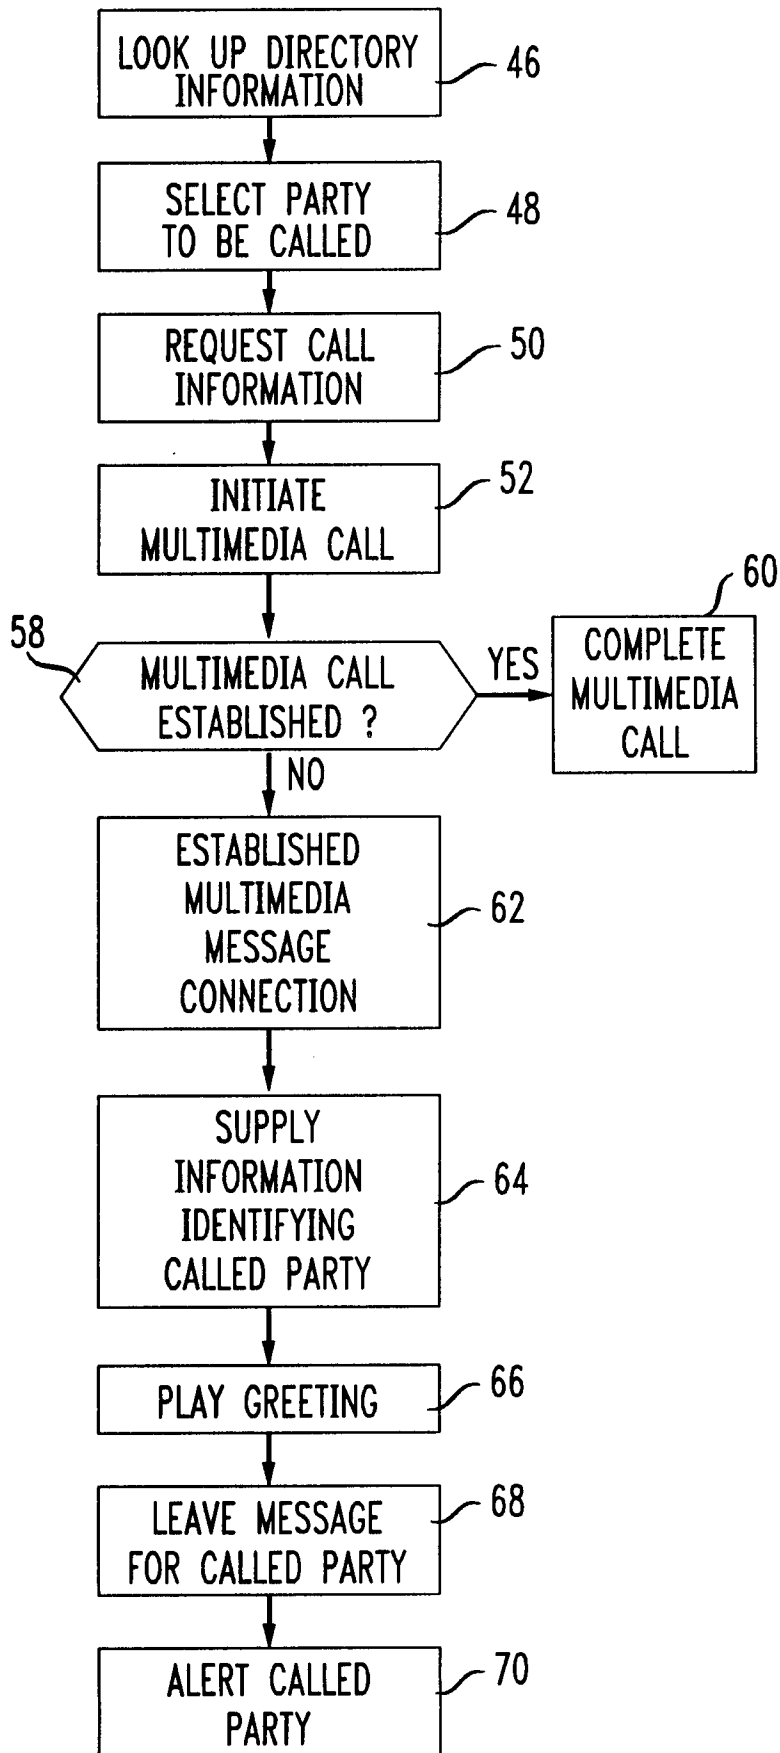 LOOK UP DIRECTORY
INFORMATION
46
SELECT PARTY
TO BE CALLED
48
REQUEST CALL
INFORMATION
50
INITIATE
MULTIMEDIA CALL
52
58
MULTIMEDIA CALL
ESTABLISHED ?
YES
60
COMPLETE
MULTIMEDIA
CALL
NO
ESTABLISHED
MULTIMEDIA
MESSAGE
CONNECTION
62
SUPPLY
INFORMATION
IDENTIFYING
CALLED PARTY
64
PLAY GREETING
66
LEAVE MESSAGE
FOR CALLED PARTY
68
ALERT CALLED
PARTY
70